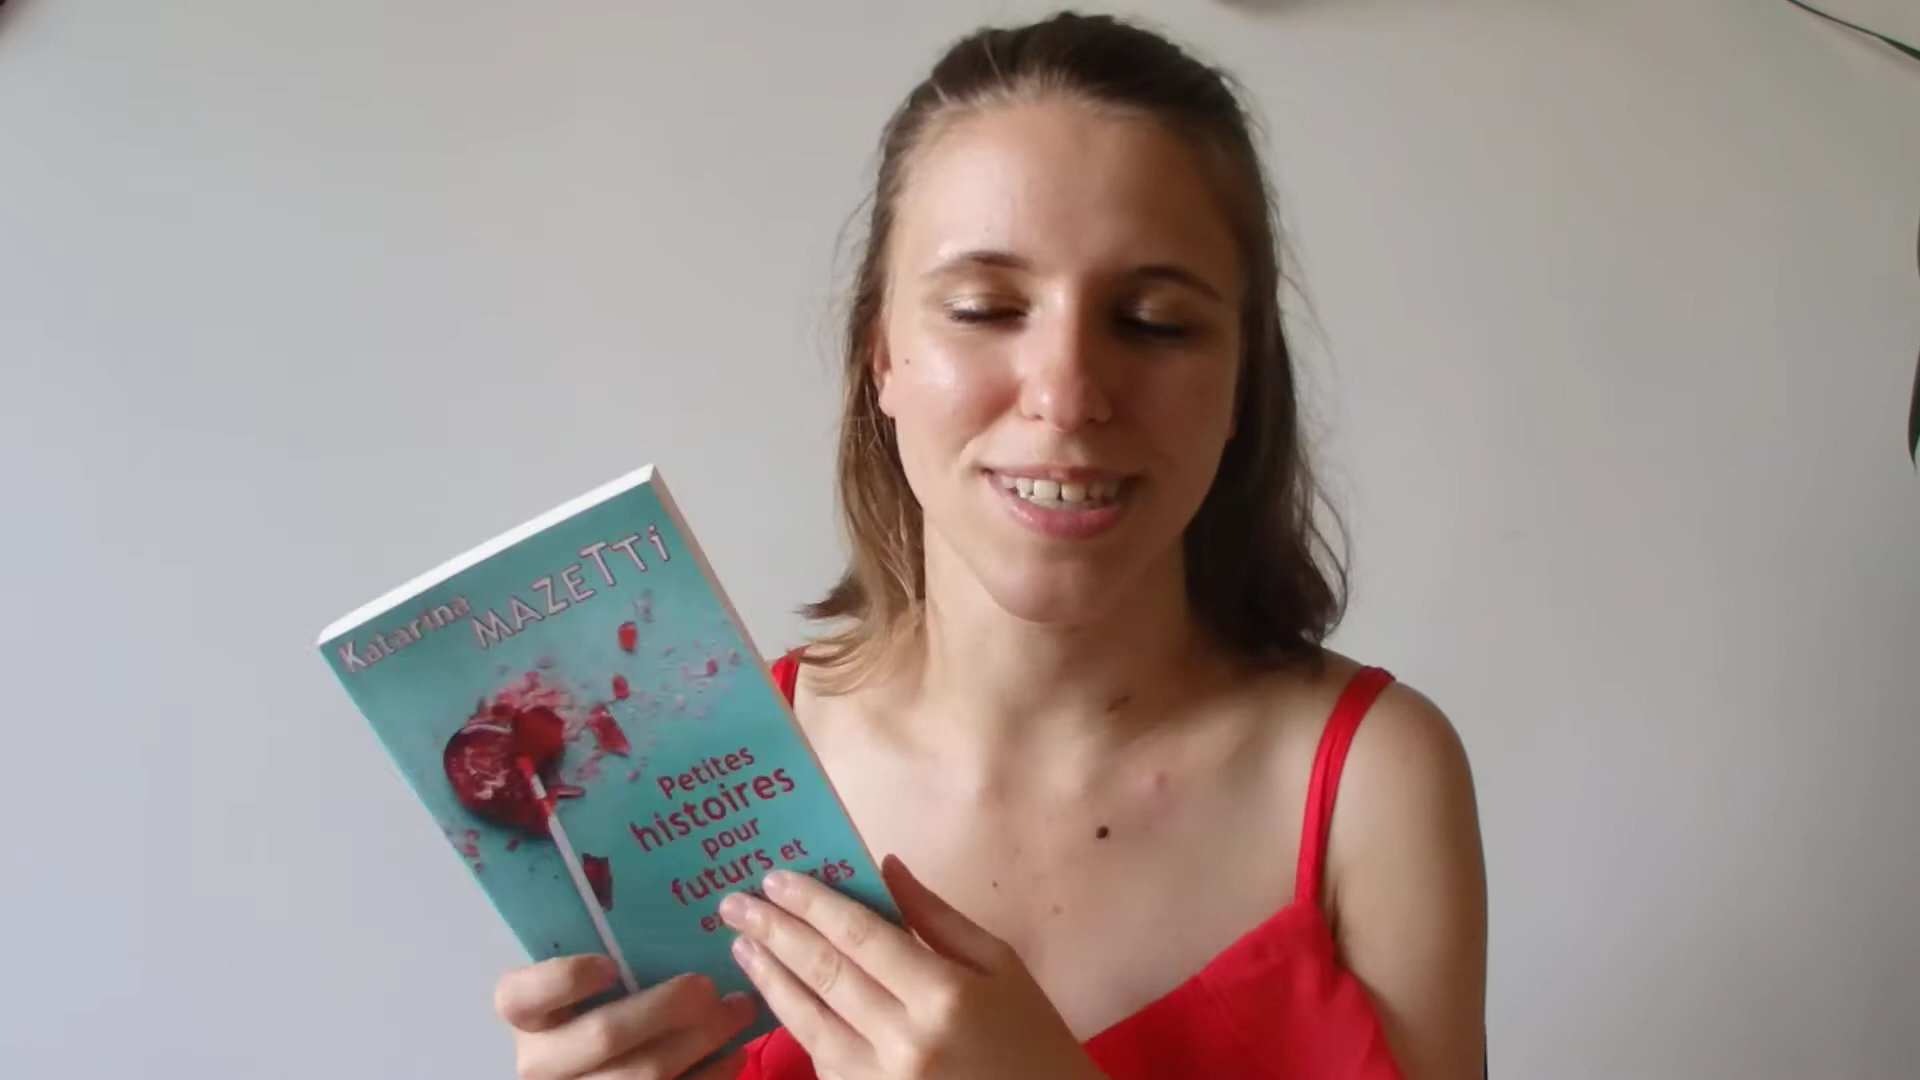 Katarina
MAZETTi
Petites
histoires
pour
futurs et